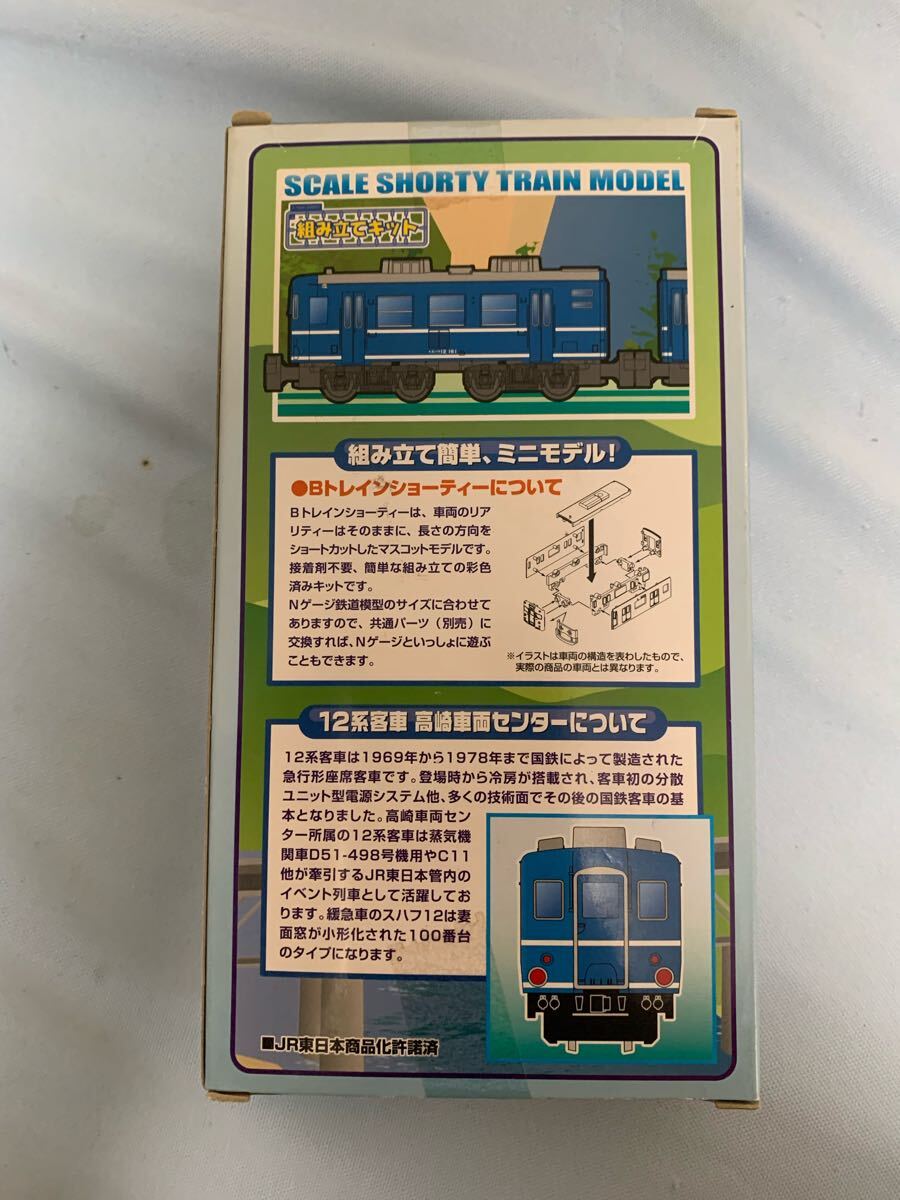 SCALE SHORTY TRAIN MODEL
組み立てキット
12 161
組み立て簡単、ミニモデル!
●Bトレインショーティーについて
Bトレインショーティーは、車両のリア
リティーはそのままに、長さの方向を
ショートカットしたマスコットモデルです。
接着剤不要、簡単な組み立ての彩色
済みキットです。
Nゲージ鉄道模型のサイズに合わせて
ありますので、共通パーツ(別売)に
交換すれば、Nゲージといっしょに遊ぶ
こともできます。
※イラストは車両の構造を表わしたもので、
実際の商品の車両とは異なります。
12系客車 高崎車両センターについて
12系客車は1969年から1978年まで国鉄によって製造された
急行形座席客車です。登場時から冷房が搭載され、客車初の分散
ユニット型電源システム他、多くの技術面でその後の国鉄客車の基
本となりました。高崎車両セン
ター所属の12系客車は蒸気機
関車D51-498号機用やC11
他が牽引するJR東日本管内の
イベント列車として活躍してお
ります。緩急車のスハフ12は妻
面窓が小形化された100番台
のタイプになります。
■JR東日本商品化許諾済